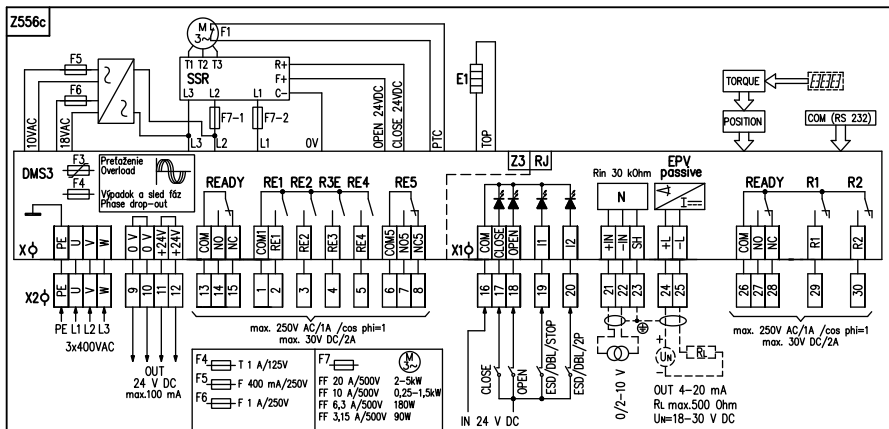 Z556c
M
3~
F1
T1 T2 T3
SSR
R+
F+
C-
L3 L2 L1
F5
F6
F7-1
F7-2
10VAC
18VAC
L3 L2 L1
0V
OPEN 24VDC
CLOSE 24VDC
PTC
E1
TOP
TORQUE
POSITION
COM (RS 232)
DMS3
F3
F4
Preťaženie
Overload
Výpadok a sled fáz
Phase drop-out
READY
RE1 RE2 R3E RE4
RE5
Z3 RJ
Rin 30 kOhm
N
EPV
passive
I
READY
R1
R2
X
PE U V W
0 V 0 V +24V +24V
COM NO NC
COM1 RE1 RE2 RE3 RE4 RE5
COM5 NO5 NC5
X1
COM CLOSE OPEN I1 I2
+IN -IN SH
+L -L
COM NO NC R1 R2
X2
PE U V W
9 10 11 12
13 14 15
1 2 3 4 5
6 7 8
16 17 18 19 20
21 22 23
24 25
26 27 28 29 30
PE L1 L2 L3
3x400VAC
OUT
24 V DC
max.100 mA
max. 250V AC/1A /cos phi=1
max. 30V DC/2A
F4 T 1 A/125V
F5 F 400 mA/250V
F6 F 1 A/250V
F7
M
3~
FF 20 A/500V 2-5kW
FF 10 A/500V 0,25-1,5kW
FF 6,3 A/500V 180W
FF 3,15 A/500V 90W
CLOSE
OPEN
ESD/DBL/STOP
ESD/DBL/2P
IN 24 V DC
0/2-10 V
+
UN
-
RL
OUT 4-20 mA
RL max.500 Ohm
UN=18-30 V DC
max. 250V AC/1A /cos phi=1
max. 30V DC/2A